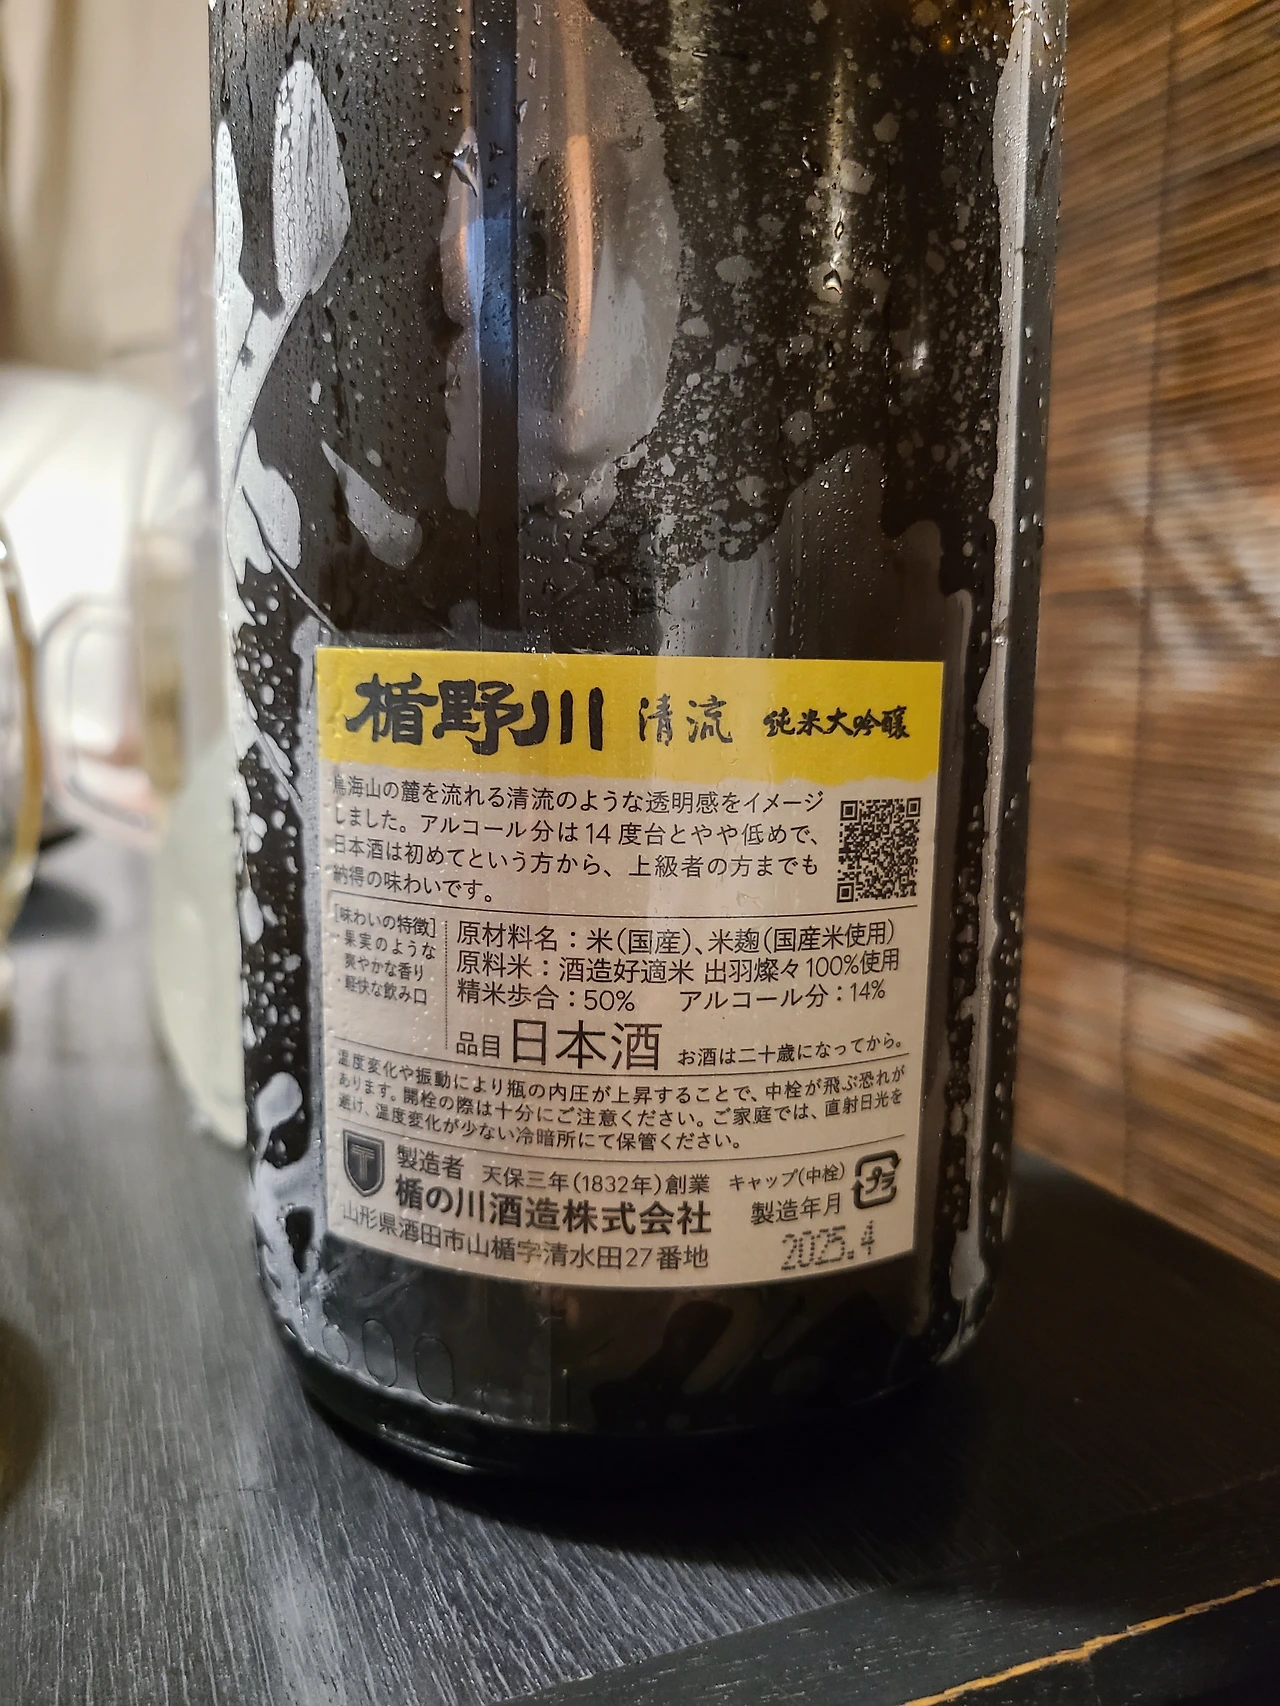 楯野川 清流 純米大吟醸
鳥海山の麓を流れる清流のような透明感をイメージ
しました。アルコール分は14度台とやや低めで、
日本酒は初めてという方から、上級者の方までも
納得の味わいです。
[味わいの特徴]
・果実のような
爽やかな香り
・軽快な飲み口
原材料名：米(国産)、米麹(国産米使用)
原料米：酒造好適米 出羽燦々100%使用
精米歩合：50% アルコール分：14%
品目 日本酒 お酒は二十歳になってから。
温度変化や振動により瓶の内圧が上昇することで、中栓が飛ぶ恐れが
あります。開栓の際は十分にご注意ください。ご家庭では、直射日光を
避け、温度変化が少ない冷暗所にて保管ください。
製造者 天保三年(1832年)創業
楯の川酒造株式会社
山形県酒田市山楯字清水田27番地
キャップ(中栓)
プラ
製造年月
2025.4